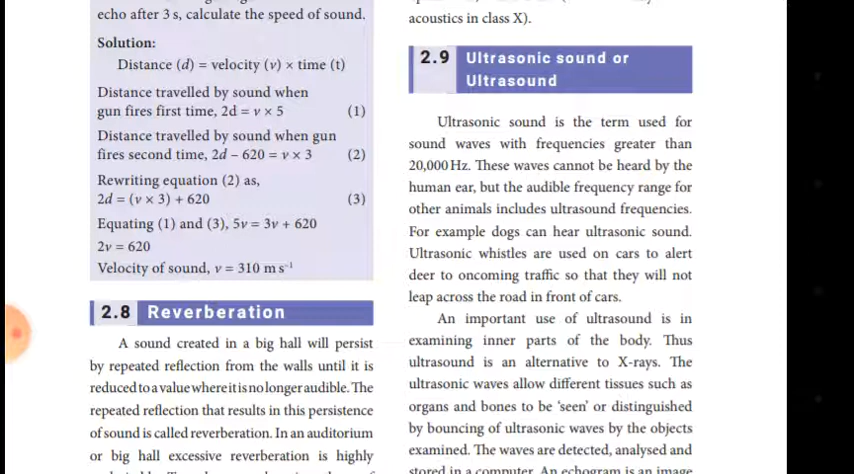 echo after 3 s, calculate the speed of sound.
Solution:
Distance (d) = velocity (v) × time (t)
Distance travelled by sound when
gun fires first time, 2d = v × 5 (1)
Distance travelled by sound when gun
fires second time, 2d – 620 = v × 3 (2)
Rewriting equation (2) as,
2d = (v × 3) + 620 (3)
Equating (1) and (3), 5v = 3v + 620
2v = 620
Velocity of sound, v = 310 m s⁻¹
2.8 Reverberation
A sound created in a big hall will persist
by repeated reflection from the walls until it is
reduced to a value where it is no longer audible. The
repeated reflection that results in this persistence
of sound is called reverberation. In an auditorium
or big hall excessive reverberation is highly
acoustics in class X).
2.9 Ultrasonic sound or
Ultrasound
Ultrasonic sound is the term used for
sound waves with frequencies greater than
20,000 Hz. These waves cannot be heard by the
human ear, but the audible frequency range for
other animals includes ultrasound frequencies.
For example dogs can hear ultrasonic sound.
Ultrasonic whistles are used on cars to alert
deer to oncoming traffic so that they will not
leap across the road in front of cars.
An important use of ultrasound is in
examining inner parts of the body. Thus
ultrasound is an alternative to X-rays. The
ultrasonic waves allow different tissues such as
organs and bones to be ‘seen’ or distinguished
by bouncing of ultrasonic waves by the objects
examined. The waves are detected, analysed and
stored in a computer. An echogram is an image